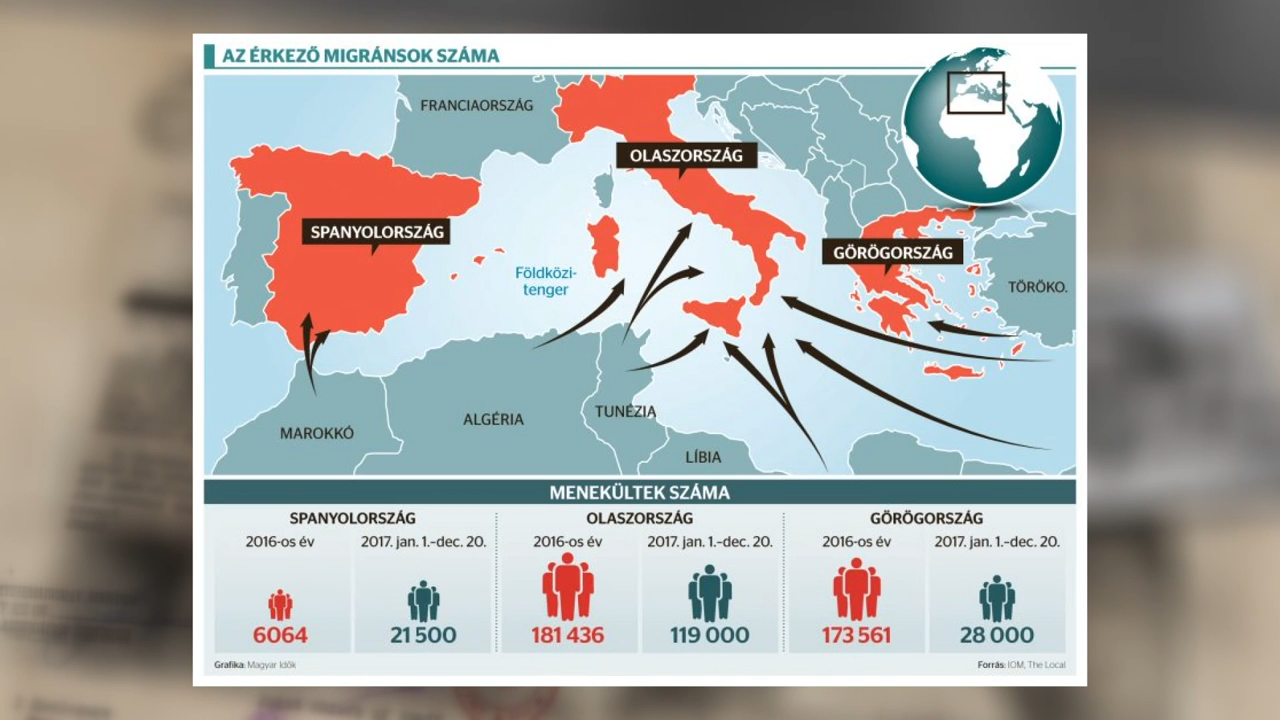 AZ ÉRKEZŐ MIGRÁNSOK SZÁMA
FRANCIAORSZÁG
OLASZORSZÁG
SPANYOLORSZÁG
GÖRÖGORSZÁG
Földközi-
tenger
TÖRÖKO.
MAROKKÓ
ALGÉRIA
TUNÉZIA
LÍBIA
MENEKÜLTEK SZÁMA
SPANYOLORSZÁG
2016-os év
2017. jan. 1.–dec. 20.
6064
21 500
OLASZORSZÁG
2016-os év
2017. jan. 1.–dec. 20.
181 436
119 000
GÖRÖGORSZÁG
2016-os év
2017. jan. 1.–dec. 20.
173 561
28 000
Grafika: Magyar Idők
Forrás: IOM, The Local